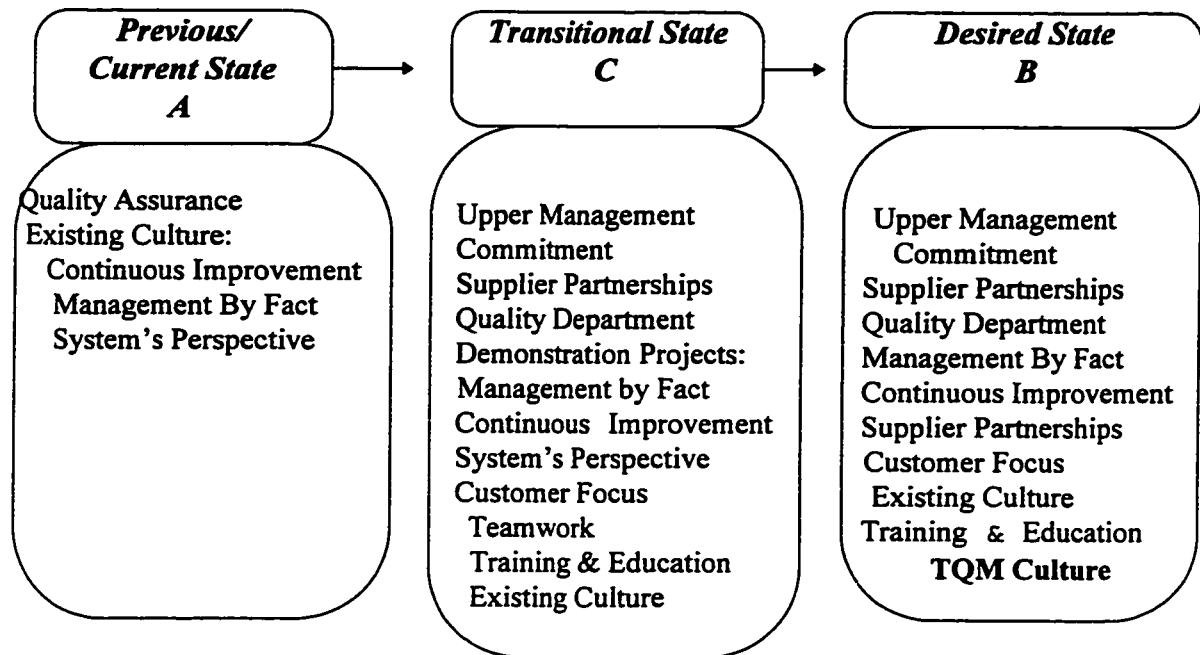 Previous/
Current State
A
Transitional State
C
Desired State
B
Quality Assurance
Existing Culture:
Continuous Improvement
Management By Fact
System's Perspective
Upper Management
Commitment
Supplier Partnerships
Quality Department
Demonstration Projects:
Management by Fact
Continuous Improvement
System's Perspective
Customer Focus
Teamwork
Training & Education
Existing Culture
Upper Management
Commitment
Supplier Partnerships
Quality Department
Management By Fact
Continuous Improvement
Supplier Partnerships
Customer Focus
Existing Culture
Training & Education
TQM Culture